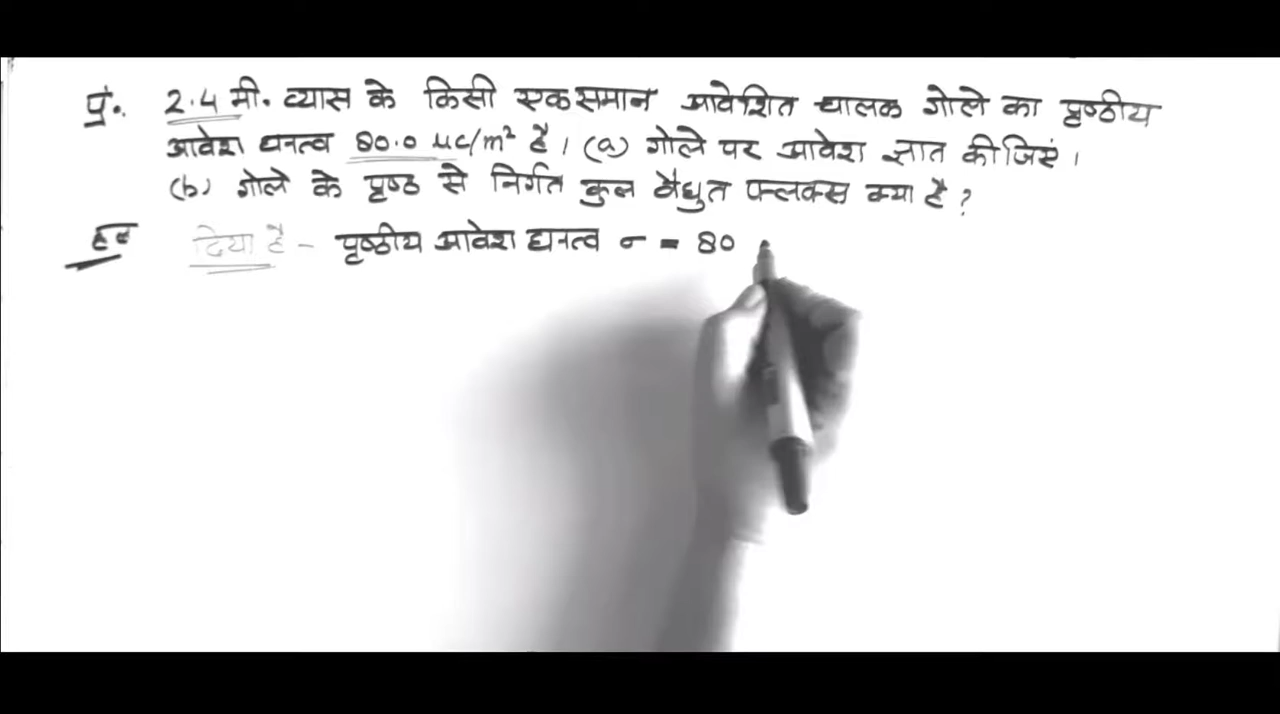 प्रं. 2.4 मी. व्यास के किसी एकसमान आवेशित चालक गोले का पृष्ठीय
आवेश घनत्व 80.0 μC/m² है। (a) गोले पर आवेश ज्ञात कीजिएं।
(b) गोले के पृष्ठ से निर्गत कुल वैधुत फ्लक्स क्या है?
हल दिया है - पृष्ठीय आवेश घनत्व σ = 80